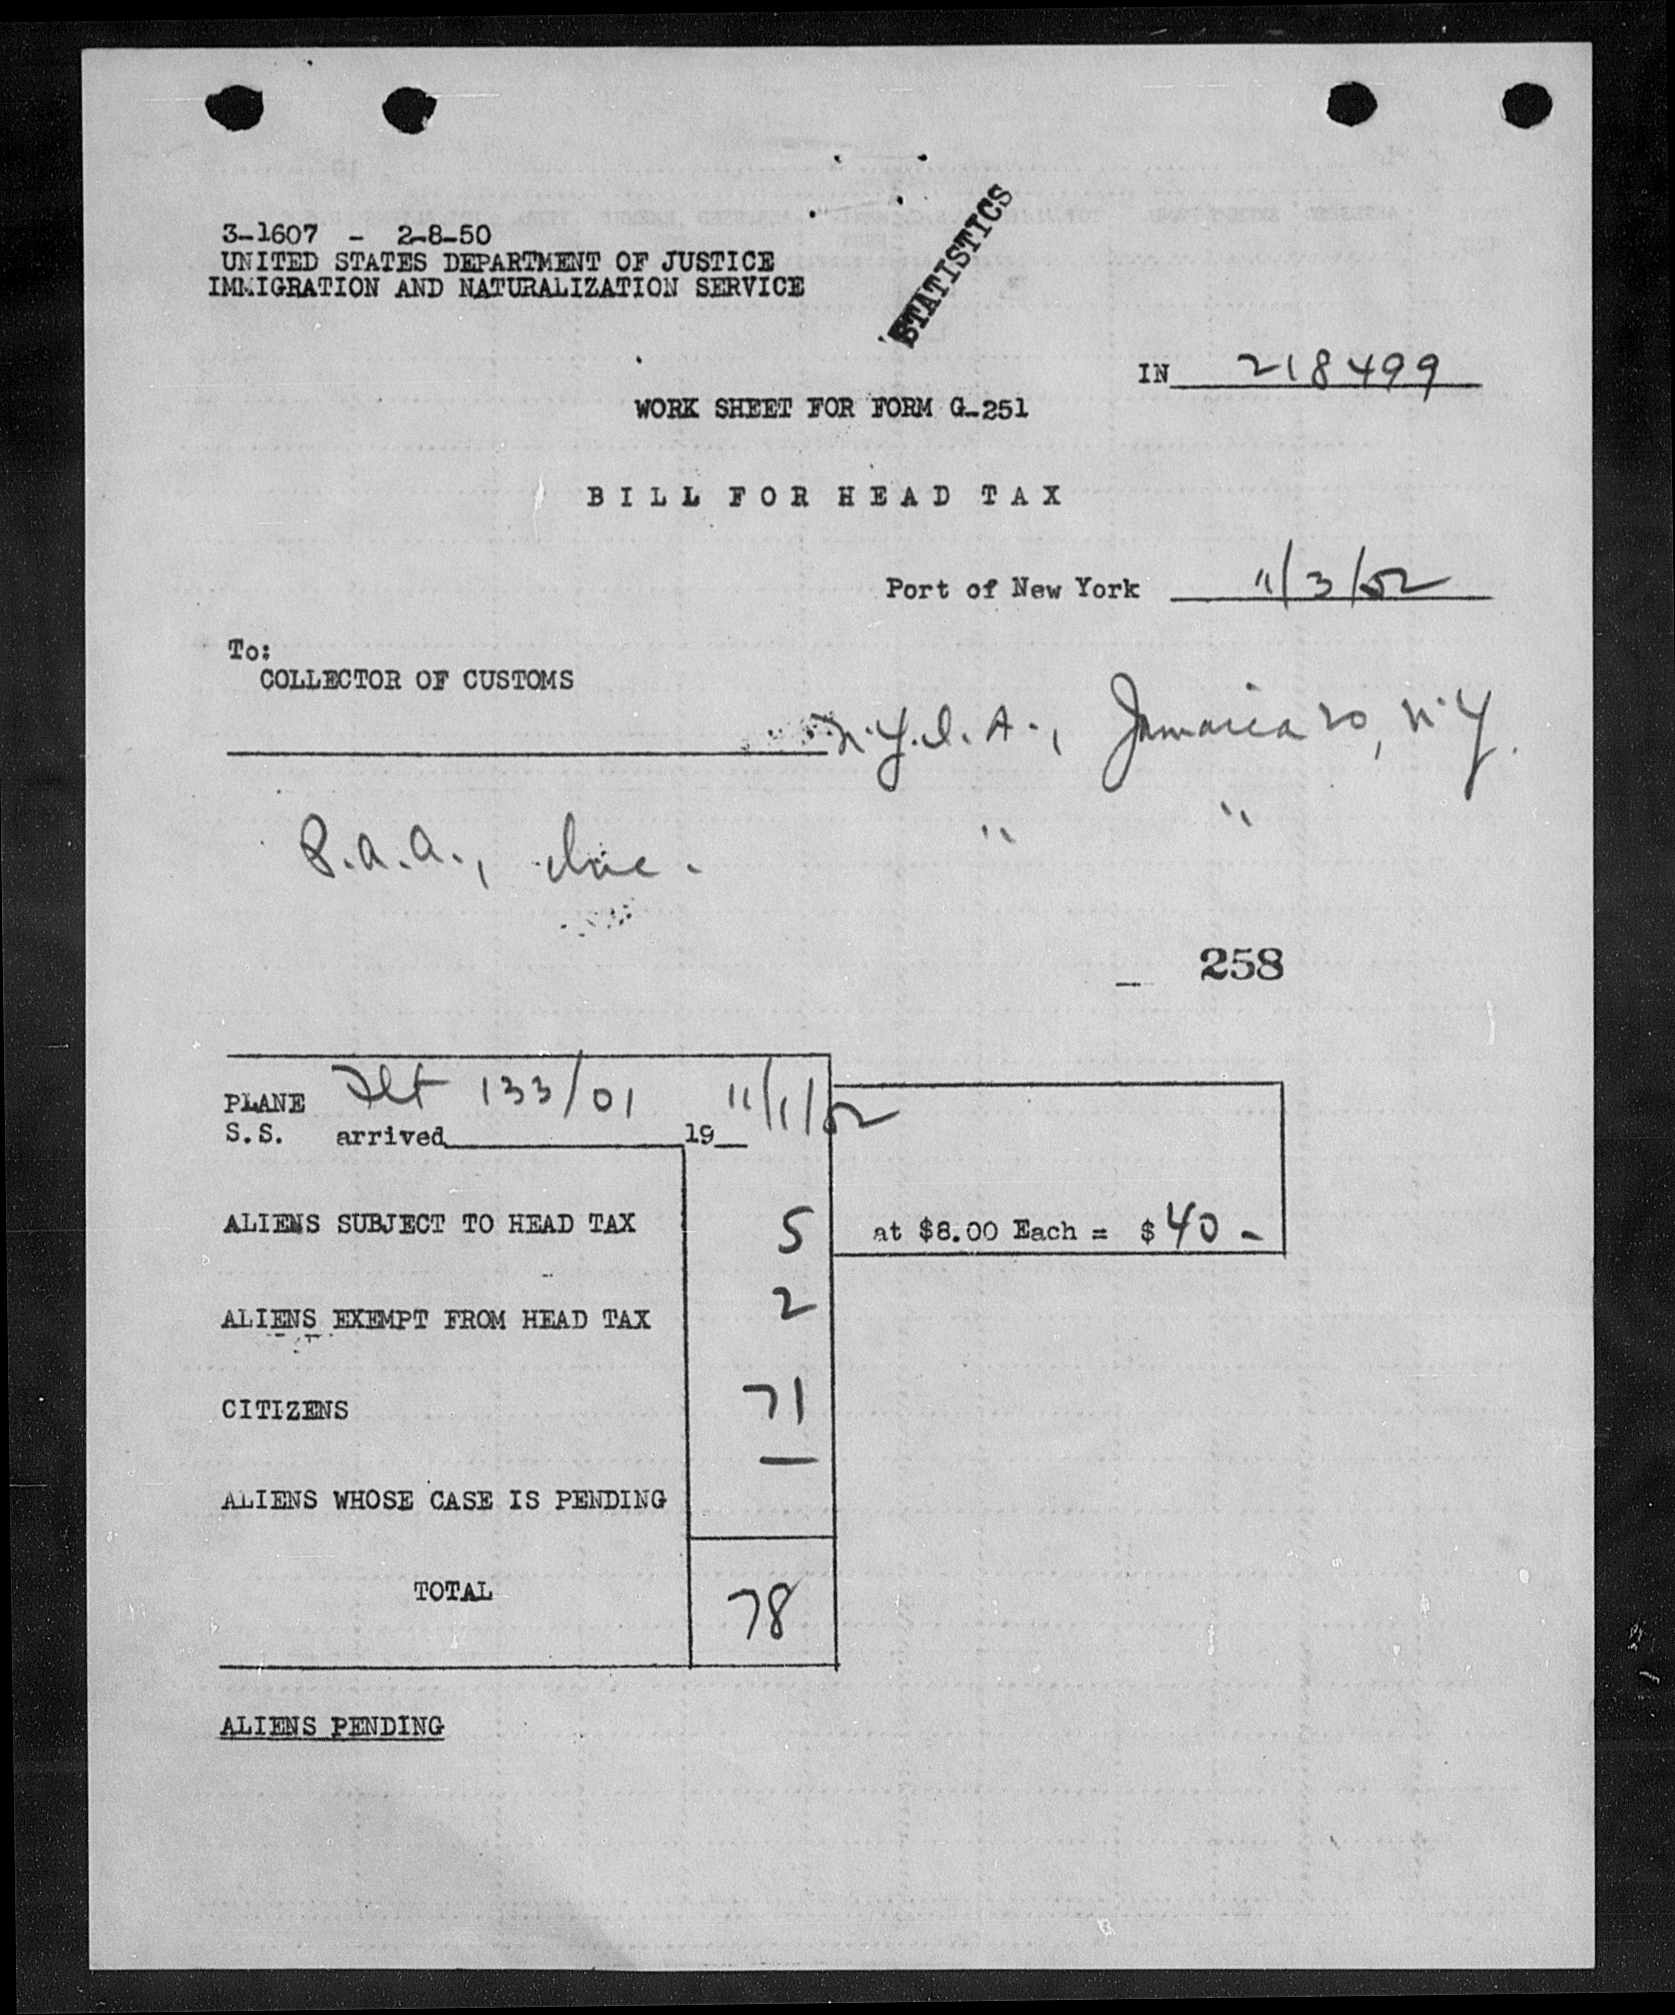 3-1607 - 2-8-50
UNITED STATES DEPARTMENT OF JUSTICE
IMMIGRATION AND NATURALIZATION SERVICE
STATISTICS
IN 218499
WORK SHEET FOR FORM G-251
BILL FOR HEAD TAX
Port of New York 11/3/52
To:
COLLECTOR OF CUSTOMS
N.Y.I.A., Jamaica 20, N.Y.
P.A.A., Inc. " "
258
PLANE Flt 133/01 11/1/52
S.S. arrived 19
ALIENS SUBJECT TO HEAD TAX 5 at $8.00 Each = $40-
ALIENS EXEMPT FROM HEAD TAX 2
CITIZENS 71
ALIENS WHOSE CASE IS PENDING —
TOTAL 78
ALIENS PENDING